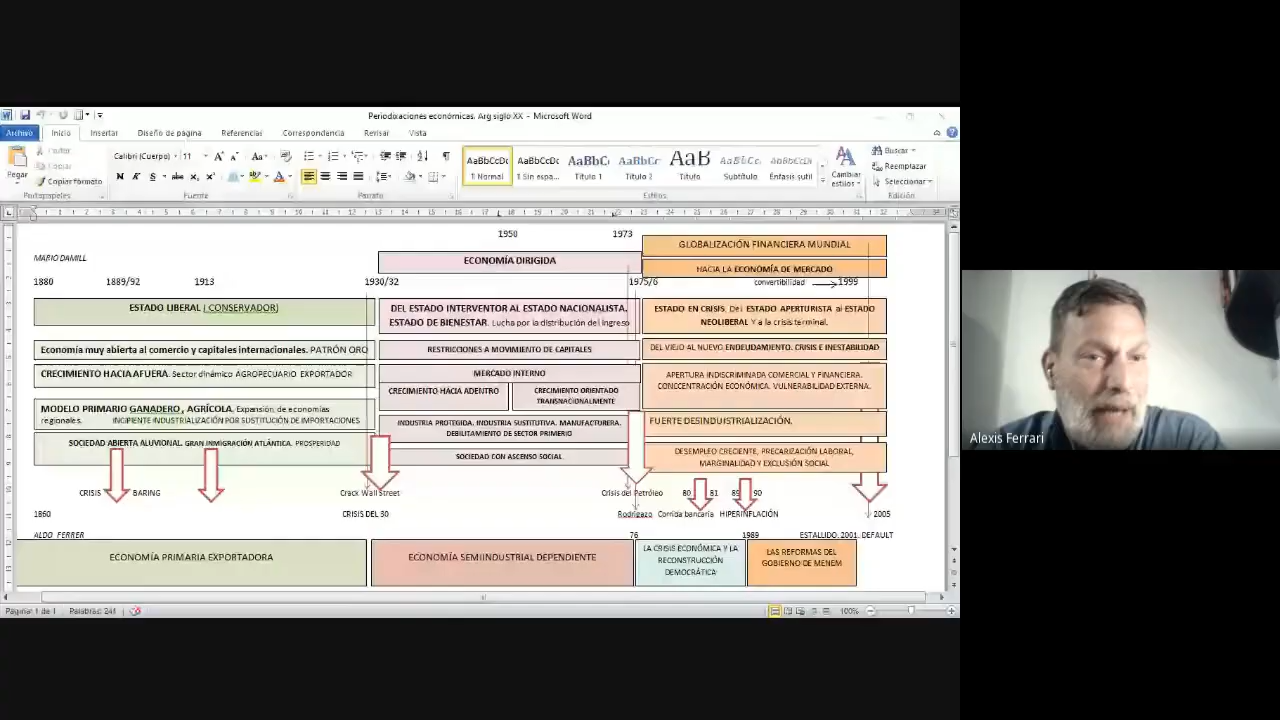 Periodizaciones económicas. Arg siglo XX - Microsoft Word
Archivo Inicio Insertar Diseño de página Referencias Correspondencia Revisar Vista
Pegar
Cortar
Copiar
Copiar formato
Portapapeles
Calibri (Cuerpo) 11
N K S abc x₂ x²
Fuente
Párrafo
AaBbCcDc AaBbCcDc AaBbC AaBbCc AaB AaBbCc AaBbCcDc
1 Normal 1 Sin espa... Título 1 Título 2 Título Subtítulo Énfasis sutil
Estilos
Cambiar estilos
Buscar
Reemplazar
Seleccionar
Edición
1950 1973
GLOBALIZACIÓN FINANCIERA MUNDIAL
MARIO DAMILL
ECONOMÍA DIRIGIDA
HACIA LA ECONOMÍA DE MERCADO
1880 1889/92 1913 1930/32 1975/6 convertibilidad 1999
ESTADO LIBERAL ( CONSERVADOR)
DEL ESTADO INTERVENTOR AL ESTADO NACIONALISTA.
ESTADO DE BIENESTAR. Lucha por la distribución del ingreso
ESTADO EN CRISIS. Del ESTADO APERTURISTA al ESTADO
NEOLIBERAL Y a la crisis terminal.
Economía muy abierta al comercio y capitales internacionales. PATRÓN ORO
RESTRICCIONES A MOVIMIENTO DE CAPITALES
DEL VIEJO AL NUEVO ENDEUDAMIENTO. CRISIS E INESTABILIDAD
CRECIMIENTO HACIA AFUERA. Sector dinámico AGROPECUARIO EXPORTADOR
MERCADO INTERNO
CRECIMIENTO HACIA ADENTRO
CRECIMIENTO ORIENTADO
TRANSNACIONALMENTE
APERTURA INDISCRIMINADA COMERCIAL Y FINANCIERA.
CONCCENTRACIÓN ECONÓMICA. VULNERABILIDAD EXTERNA.
MODELO PRIMARIO GANADERO , AGRÍCOLA. Expansión de economías
regionales. INCIPIENTE INDUSTRIALIZACIÓN POR SUSTITUCIÓN DE IMPORTACIONES
INDUSTRIA PROTEGIDA. INDUSTRIA SUSTITUTIVA. MANUFACTURERA.
DEBILITAMIENTO DE SECTOR PRIMERIO
FUERTE DESINDUISTRIALIZACIÓN.
SOCIEDAD ABIERTA ALUVIONAL. GRAN INMIGRACIÓN ATLÁNTICA. PROSPERIDAD
SOCIEDAD CON ASCENSO SOCIAL
DESEMPLEO CRECIENTE, PRECARIZACIÓN LABORAL,
MARGINALIDAD Y EXCLUSIÓN SOCIAL
CRISIS BARING Crack Wall Street Crisis del Petróleo 80 81 89 90
1860 CRISIS DEL 30 Rodrigazo Corrida bancaria HIPERINFLACIÓN 2005
ALDO. FERRER 76 1989 ESTALLIDO. 2001. DEFAULT
ECONOMÍA PRIMARIA EXPORTADORA
ECONOMÍA SEMIINDUSTRIAL DEPENDIENTE
LA CRISIS ECONÓMICA Y LA
RECONSTRUCCIÓN
DEMOCRÁTICA
LAS REFORMAS DEL
GOBIERNO DE MENEM
Página: 1 de 1 Palabras: 241 100%
Alexis Ferrari